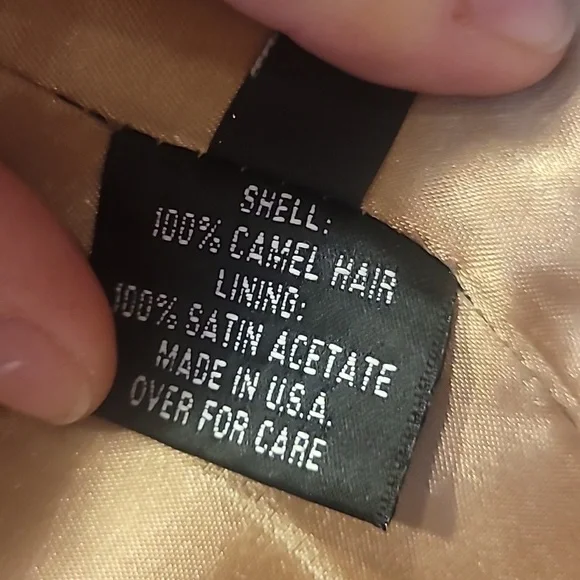 SHELL:
100% CAMEL HAIR
LINING:
100% SATIN ACETATE
MADE IN U.S.A.
OVER FOR CARE